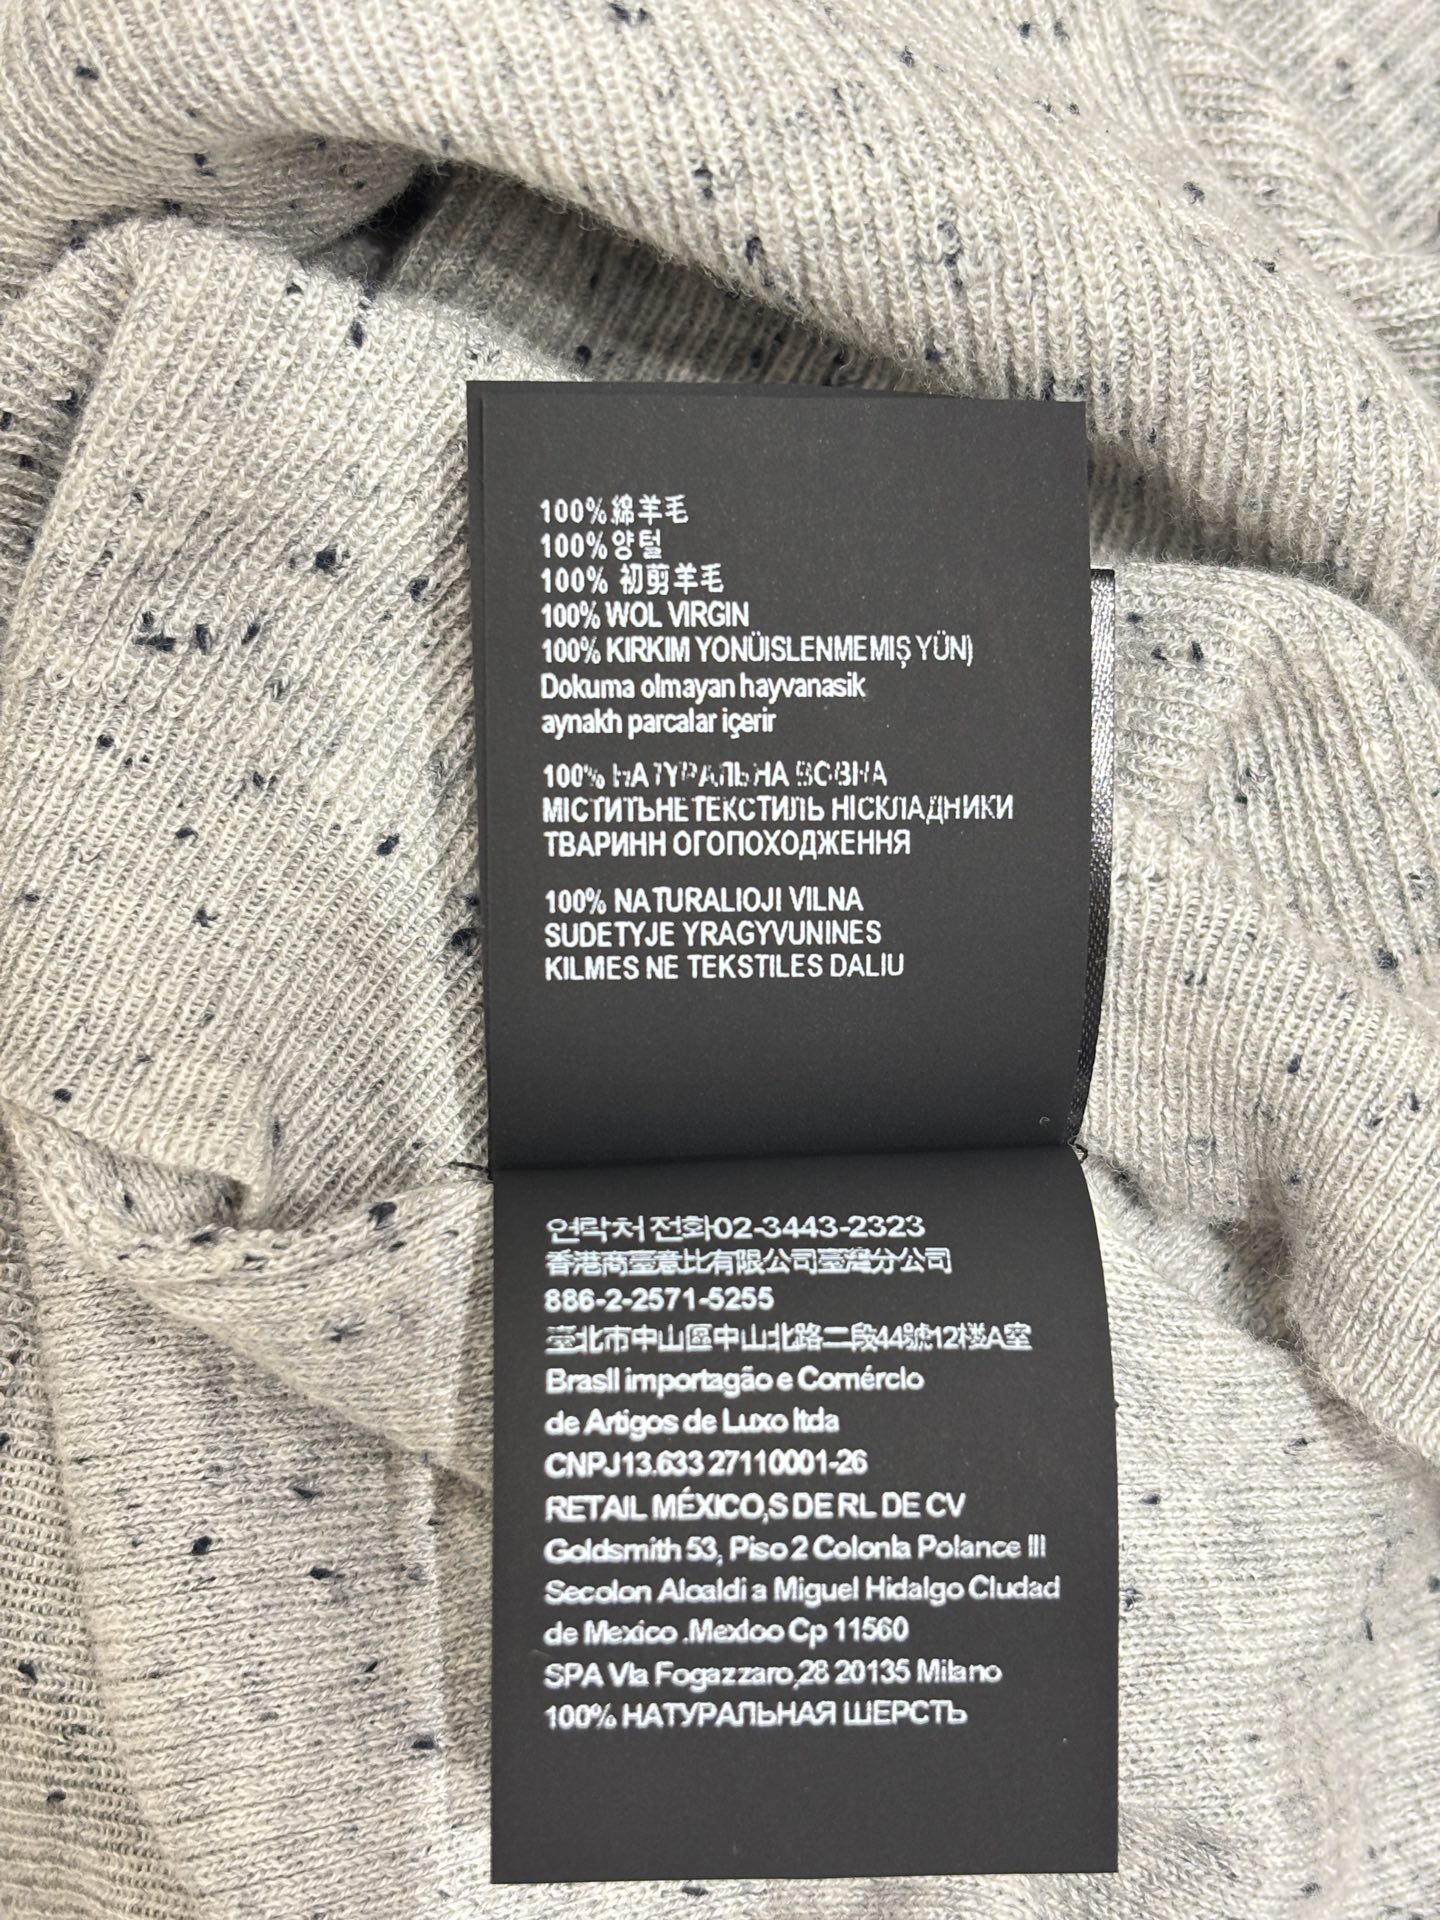 100%綿羊毛
100%양털
100% 初剪羊毛
100% WOL VIRGIN
100% KIRKIM YONÜISLENMEMIŞ YÜN)
Dokuma olmayan hayvanasik
aynakh parcalar içerir
100% НАТУРАЛЬНА ВОВНА
МІСТИТЬНЕТЕКСТИЛЬ НІСКЛАДНИКИ
ТВАРИНН ОГОПОХОДЖЕННЯ
100% NATURALIOJI VILNA
SUDETYJE YRAGYVUNINES
KILMES NE TEKSTILES DALIU
연락처 전화02-3443-2323
香港商臺意比有限公司臺灣分公司
886-2-2571-5255
臺北市中山區中山北路二段44號12楼A室
Brasll importagão e Comérclo
de Artigos de Luxo ltda
CNPJ13.633 27110001-26
RETAIL MÉXICO,S DE RL DE CV
Goldsmith 53, Piso 2 Colonla Polance III
Secolon Aloaldi a Miguel Hidalgo Cludad
de Mexico .Mexloo Cp 11560
SPA Vla Fogazzaro,28 20135 Milano
100% НАТУРАЛЬНАЯ ШЕРСТЬ